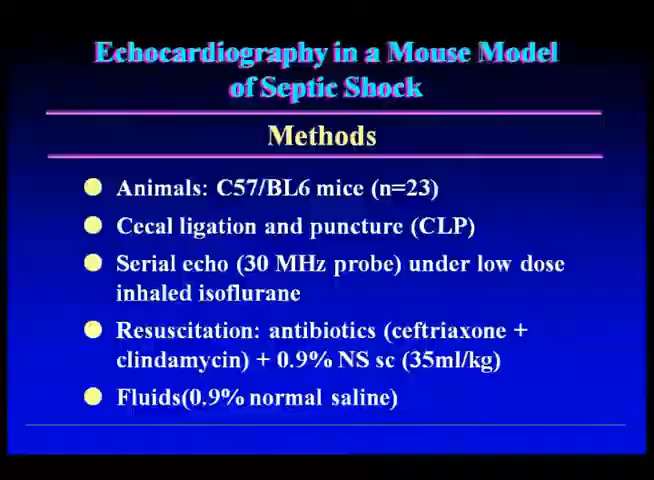 Echocardiography in a Mouse Model
of Septic Shock
Methods
Animals: C57/BL6 mice (n=23)
Cecal ligation and puncture (CLP)
Serial echo (30 MHz probe) under low dose
inhaled isoflurane
Resuscitation: antibiotics (ceftriaxone +
clindamycin) + 0.9% NS sc (35ml/kg)
Fluids(0.9% normal saline)